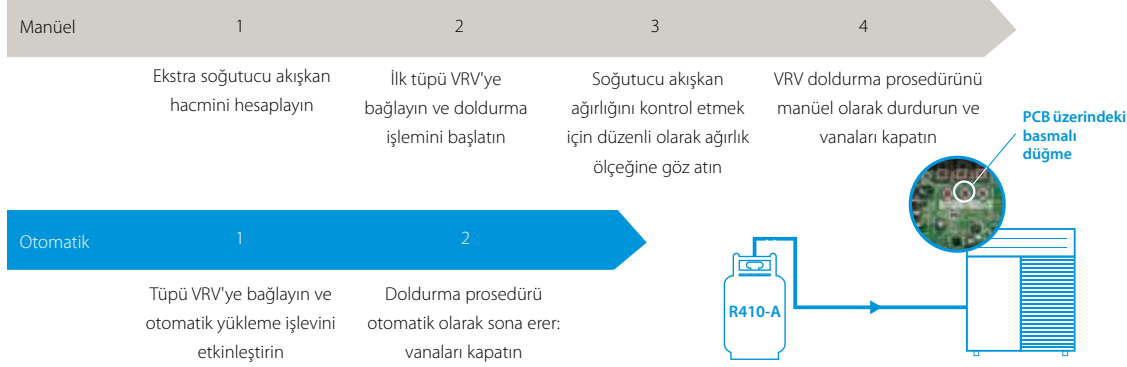 Manüel 1 2 3 4
Ekstra soğutucu akışkan
hacmini hesaplayın
İlk tüpü VRV'ye
bağlayın ve doldurma
işlemini başlatın
Soğutucu akışkan
ağırlığını kontrol etmek
için düzenli olarak ağırlık
ölçeğine göz atın
VRV doldurma prosedürünü
manüel olarak durdurun ve
vanaları kapatın
PCB üzerindeki
basmalı
düğme
Otomatik 1 2
Tüpü VRV'ye bağlayın ve
otomatik yükleme işlevini
etkinleştirin
Doldurma prosedürü
otomatik olarak sona erer:
vanaları kapatın
R410-A